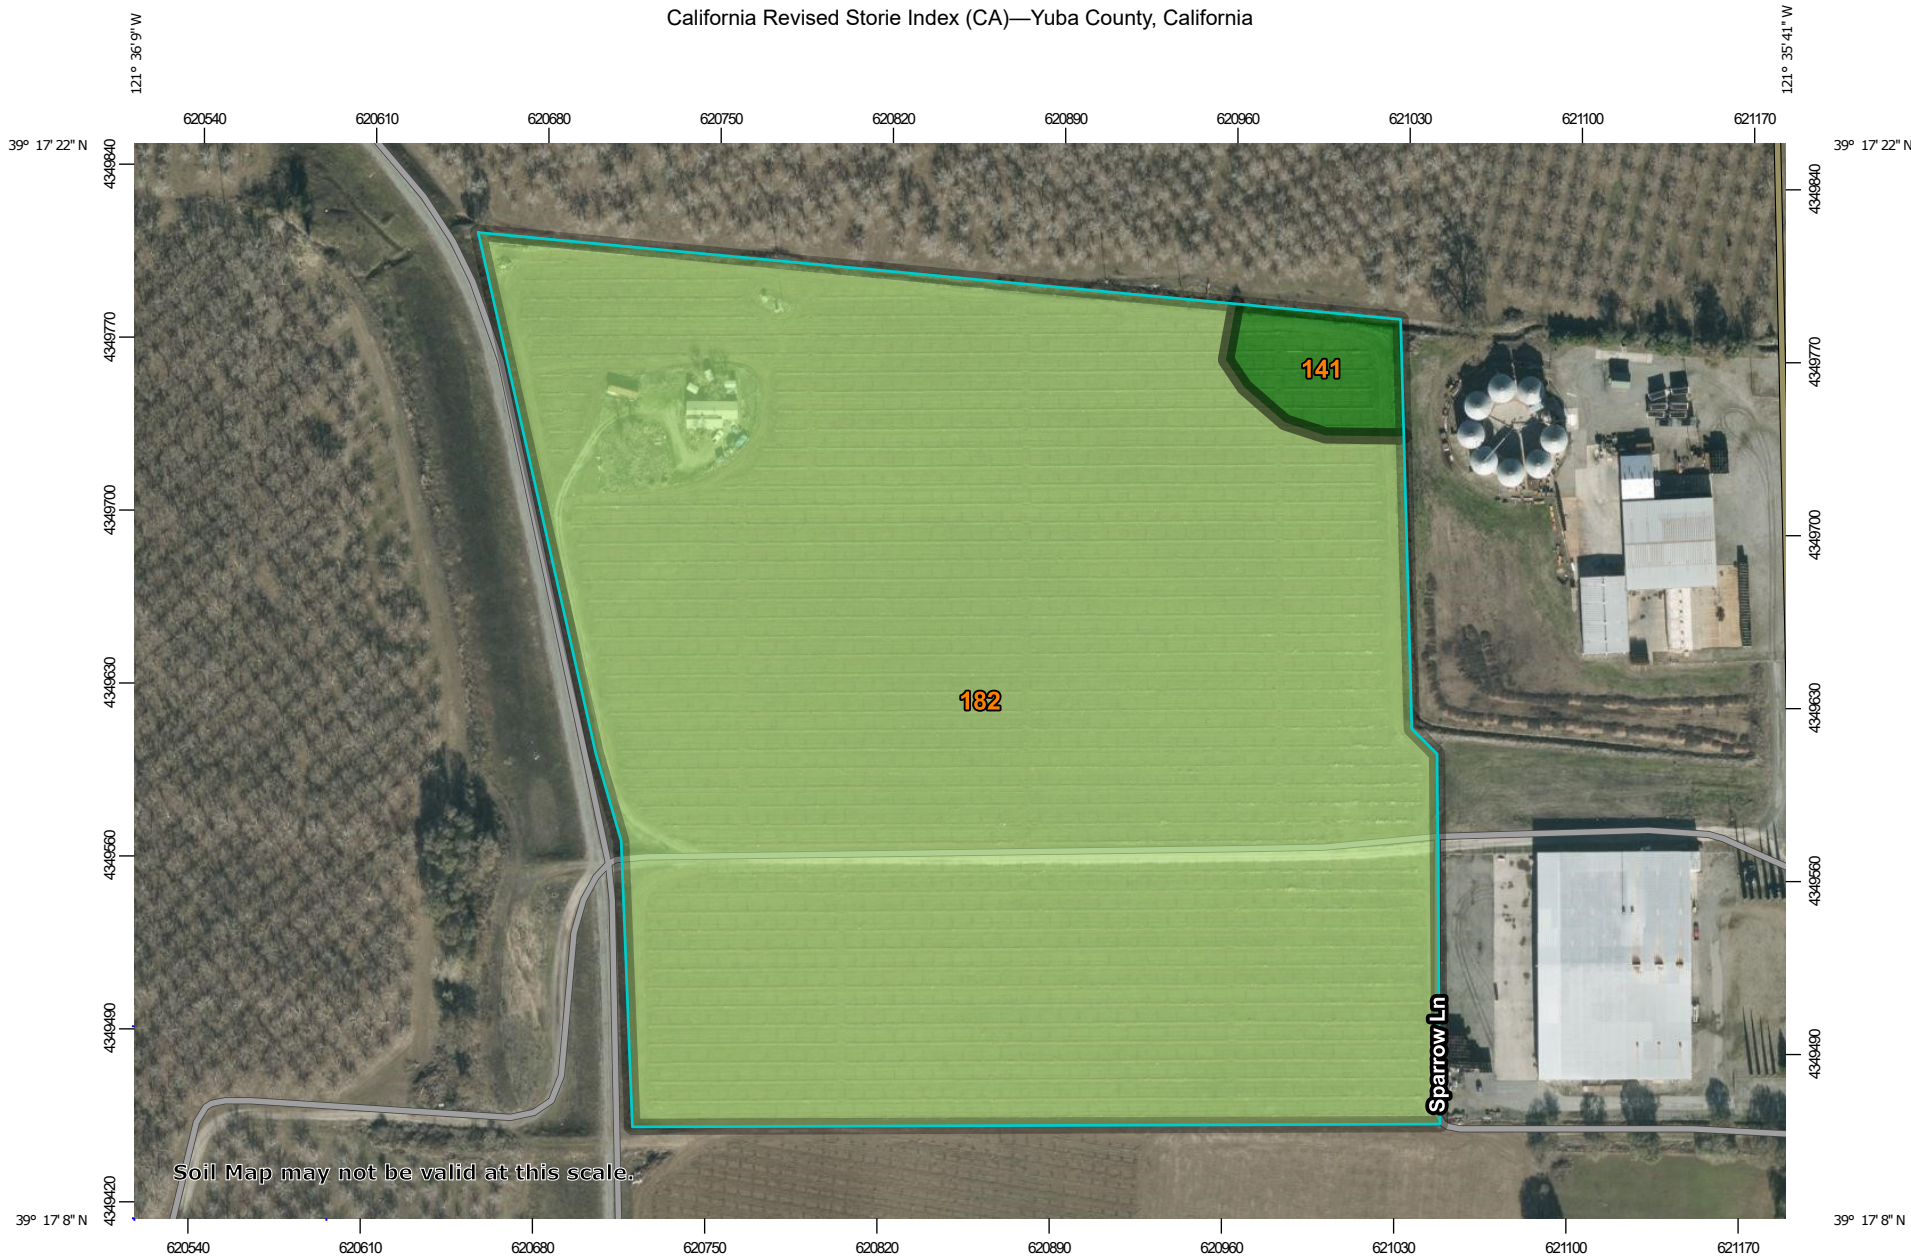 California Revised Storie Index (CA)—Yuba County, California
121° 36' 9'' W
121° 35' 41'' W
620540 620610 620680 620750 620820 620890 620960 621030 621100 621170
39° 17' 22'' N
39° 17' 22'' N
4349840
4349840
4349770
4349770
141
4349700
4349700
4349630
4349630
182
4349560
4349560
4349490
4349490
Sparrow Ln
Soil Map may not be valid at this scale.
4349420
39° 17' 8'' N
39° 17' 8'' N
620540 620610 620680 620750 620820 620890 620960 621030 621100 621170